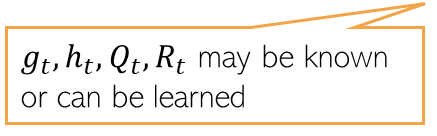 g_t, h_t, Q_t, R_t may be known
or can be learned